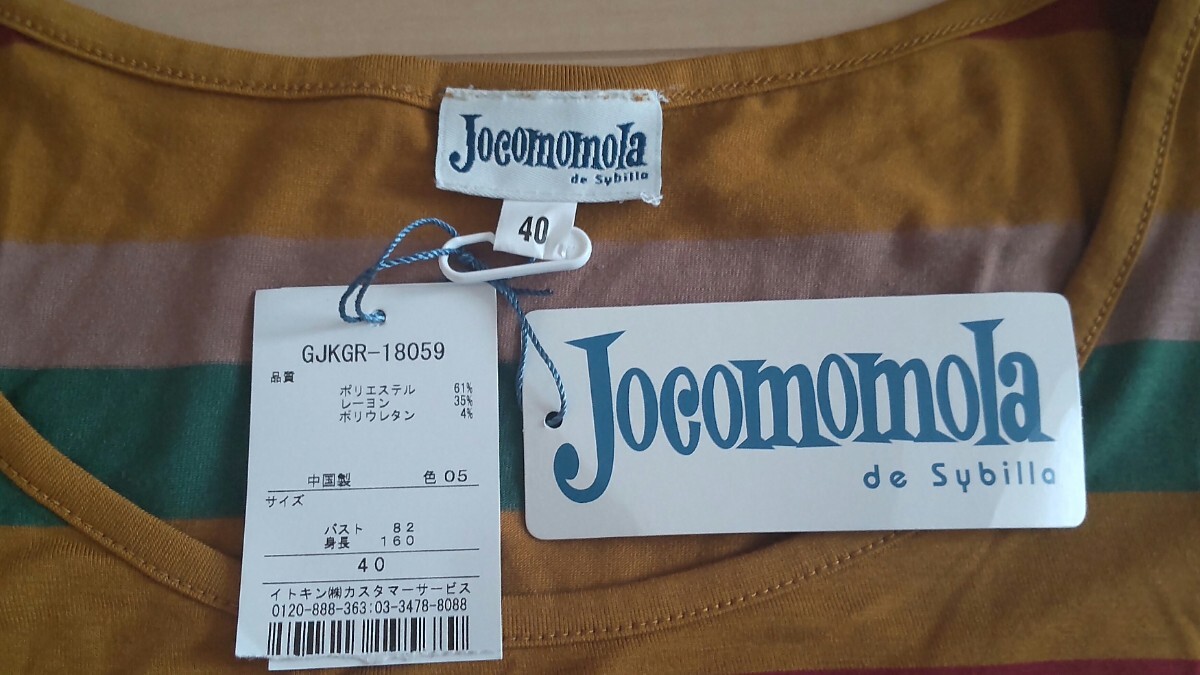 Jocomomola
de Sybilla
40
GJKGR-18059
品質
ポリエステル 61%
レーヨン 35%
ポリウレタン 4%
中国製 色 05
サイズ
バスト 82
身長 160
40
イトキン㈱カスタマーサービス
0120-888-363:03-3478-8088
Jocomomola
de Sybilla